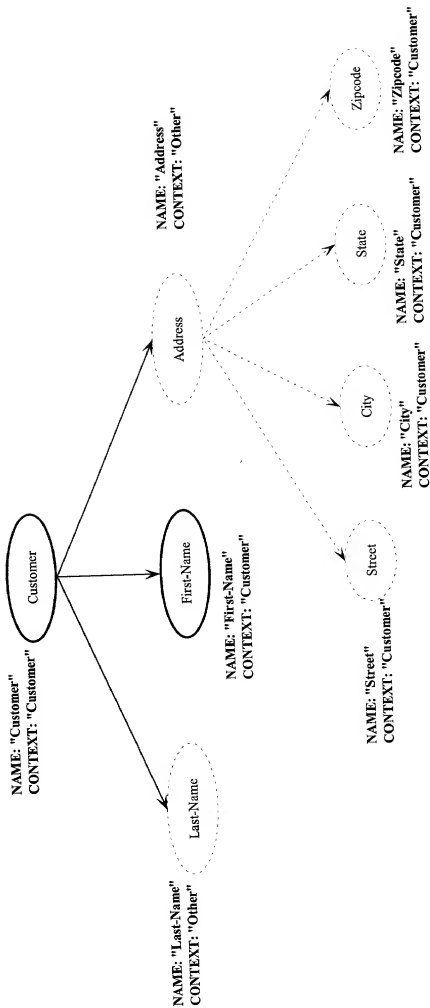 NAME: "Customer"
CONTEXT: "Customer"
Customer
NAME: "Last-Name"
CONTEXT: "Other"
Last-Name
First-Name
NAME: "First-Name"
CONTEXT: "Customer"
Address
NAME: "Address"
CONTEXT: "Other"
NAME: "Street"
CONTEXT: "Customer"
Street
City
NAME: "City"
CONTEXT: "Customer"
State
NAME: "State"
CONTEXT: "Customer"
Zipcode
NAME: "Zipcode"
CONTEXT: "Customer"